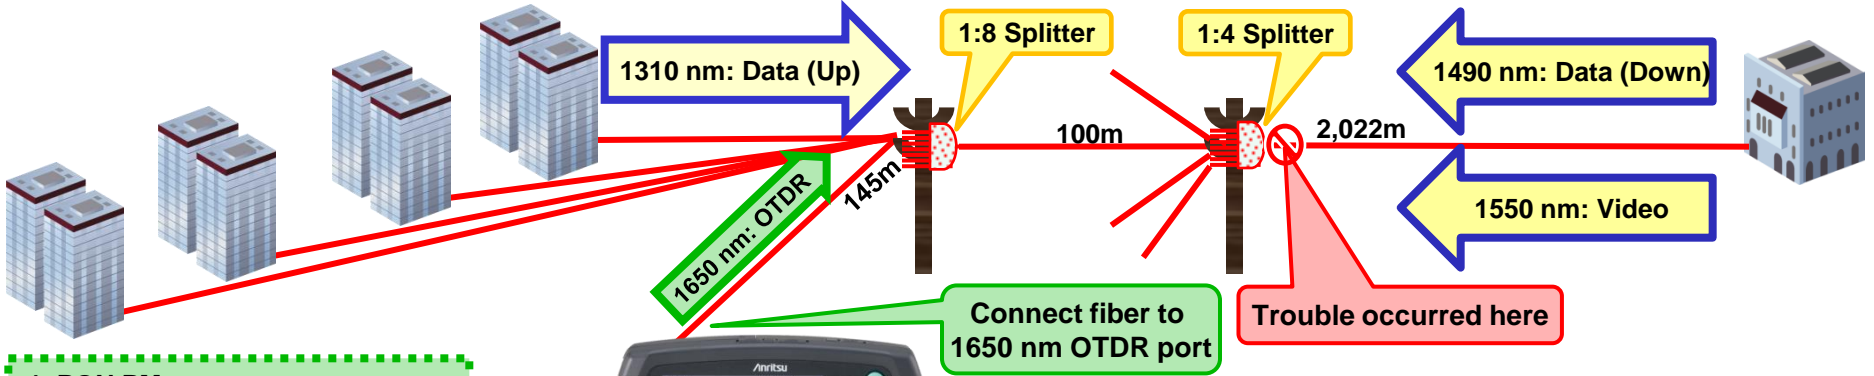 1:8 Splitter
1:4 Splitter
1310 nm: Data (Up)
1490 nm: Data (Down)
100m
2,022m
145m
1650 nm: OTDR
1550 nm: Video
Connect fiber to
1650 nm OTDR port
Trouble occurred here
Anritsu